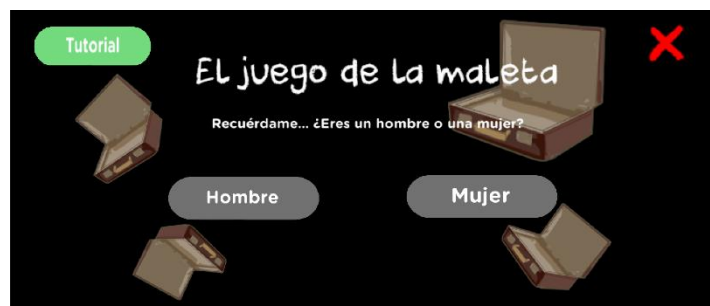 Tutorial
El juego de la maleta
Recuérdame... ¿Eres un hombre o una mujer?
Hombre
Mujer